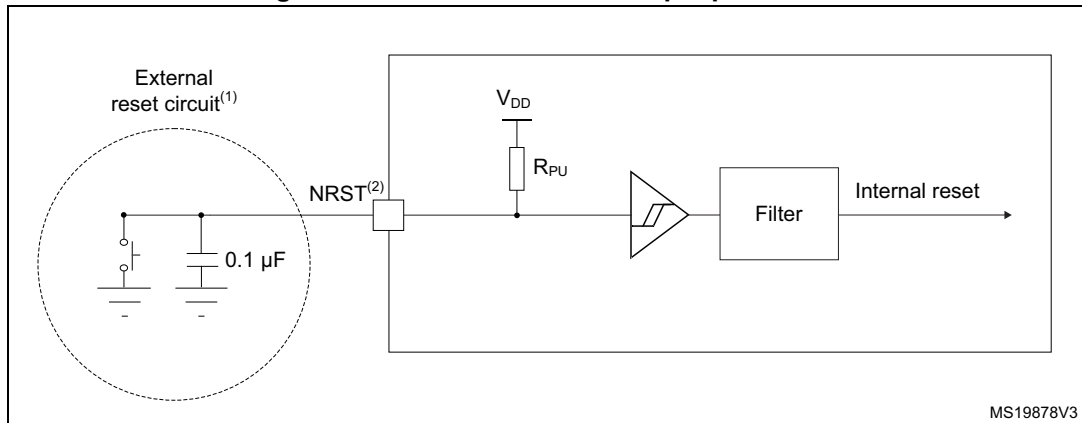 External
reset circuit(1)
NRST(2)
0.1 µF
VDD
RPU
Filter
Internal reset
MS19878V3